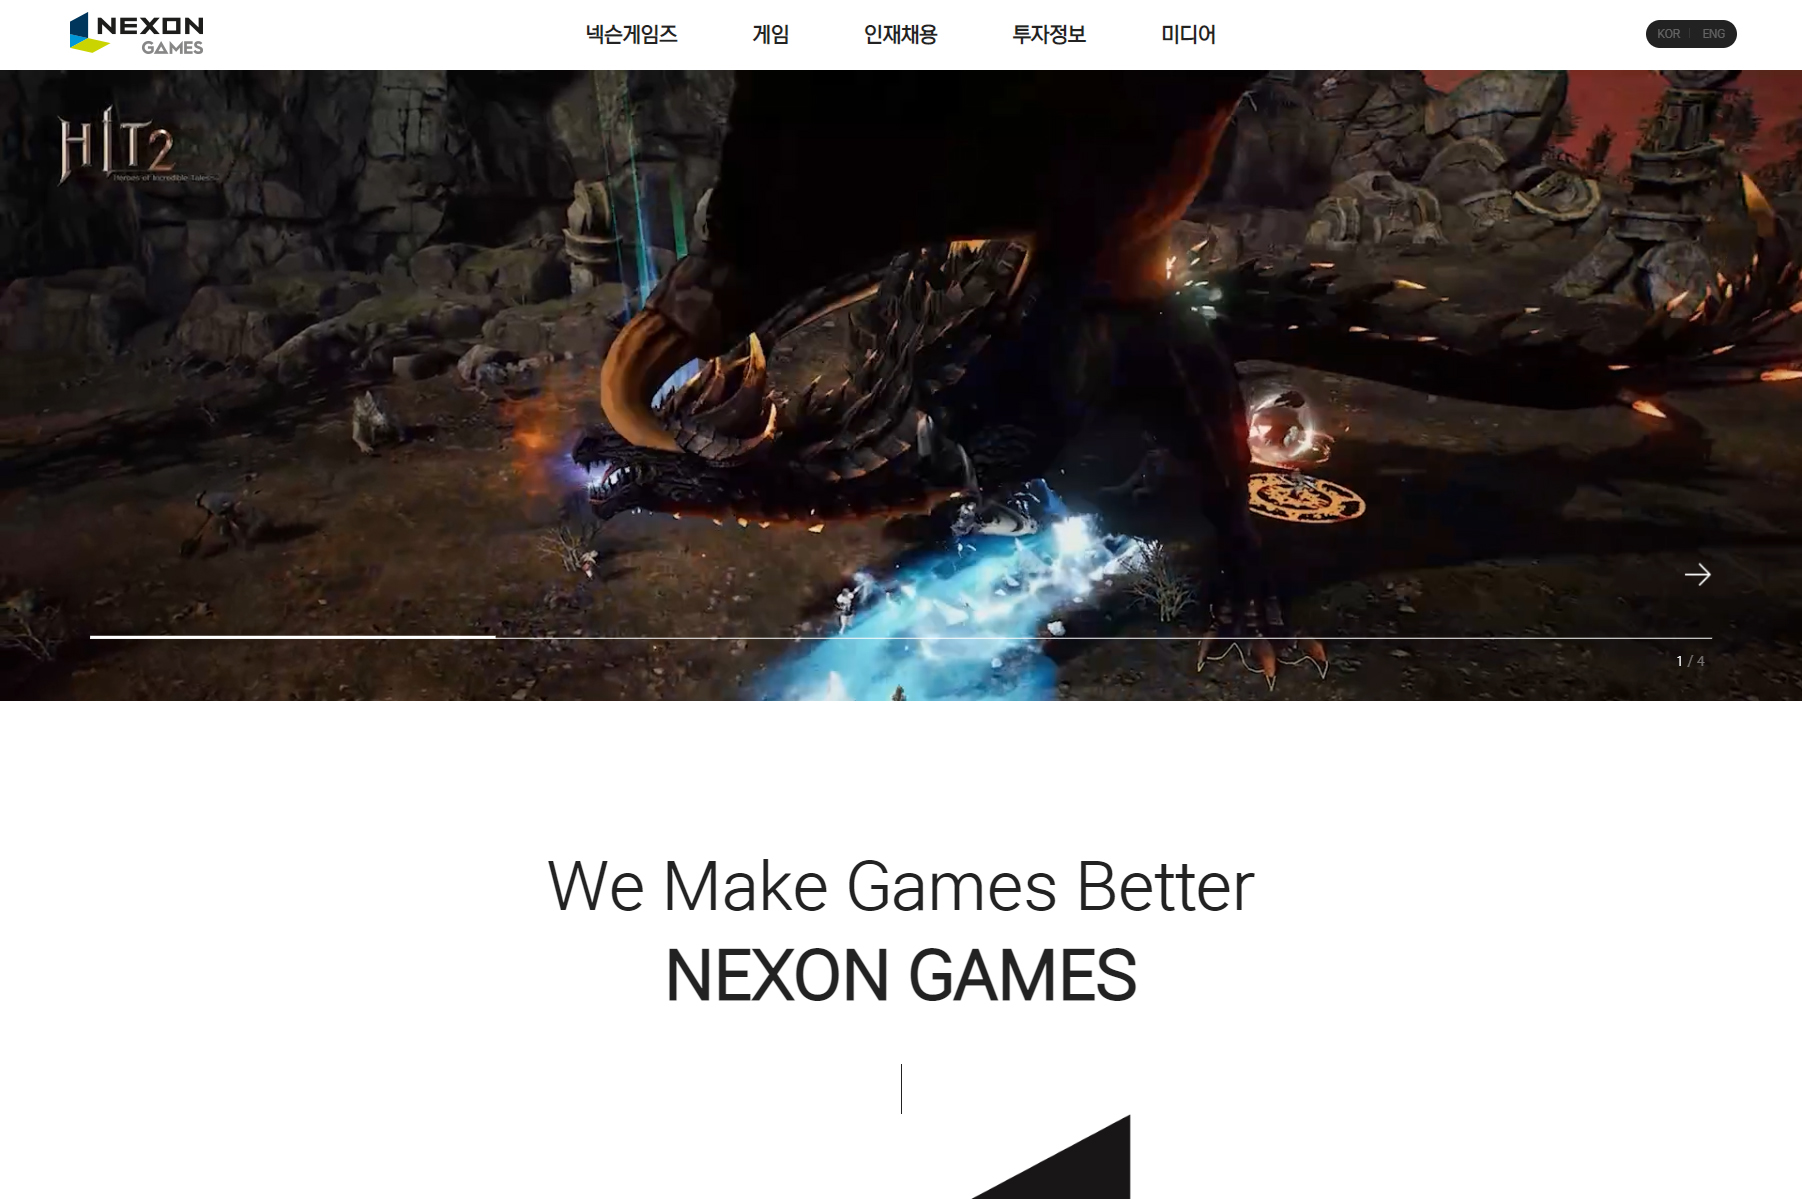 NEXON
GAMES
넥슨게임즈
게임
인재채용
투자정보
미디어
KOR
ENG
HIT2
Heroes of Incredible Tales
1 / 4
We Make Games Better
NEXON GAMES